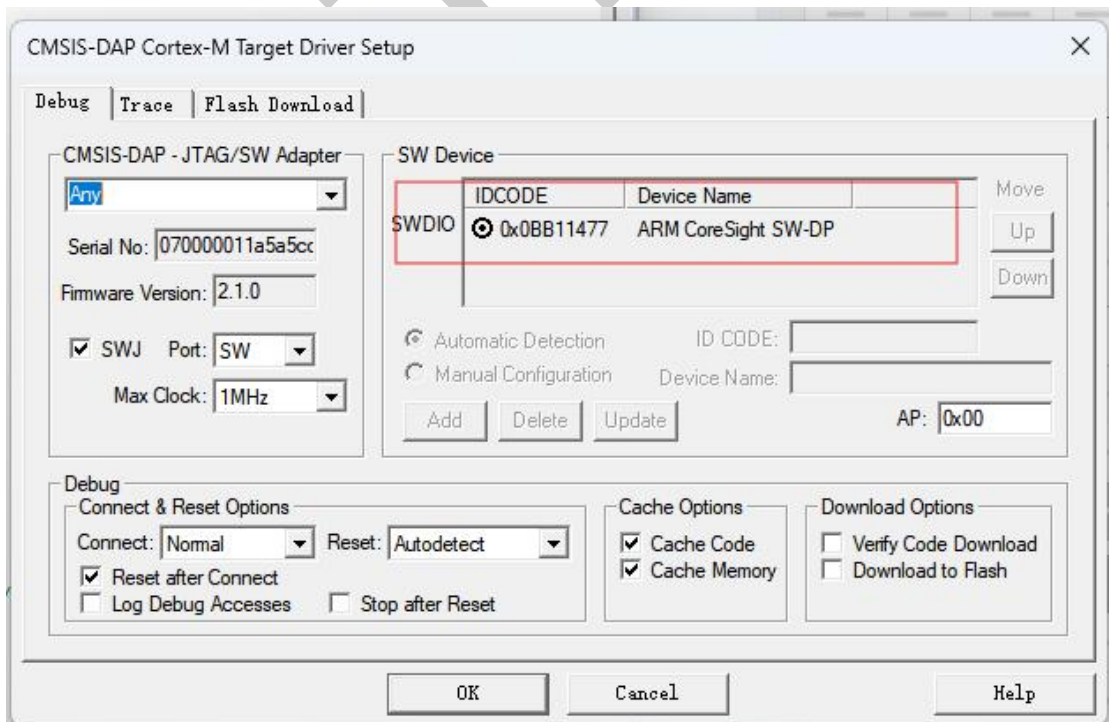 CMSIS-DAP Cortex-M Target Driver Setup
Debug Trace Flash Download
CMSIS-DAP - JTAG/SW Adapter
Any
Serial No: 070000011a5a5cc
Firmware Version: 2.1.0
SWJ Port: SW
Max Clock: 1MHz
SW Device
IDCODE Device Name
SWDIO 0x0BB11477 ARM CoreSight SW-DP
Move
Up
Down
Automatic Detection ID CODE:
Manual Configuration Device Name:
Add Delete Update AP: 0x00
Debug
Connect & Reset Options
Connect: Normal Reset: Autodetect
Reset after Connect
Log Debug Accesses Stop after Reset
Cache Options
Cache Code
Cache Memory
Download Options
Verify Code Download
Download to Flash
OK Cancel Help